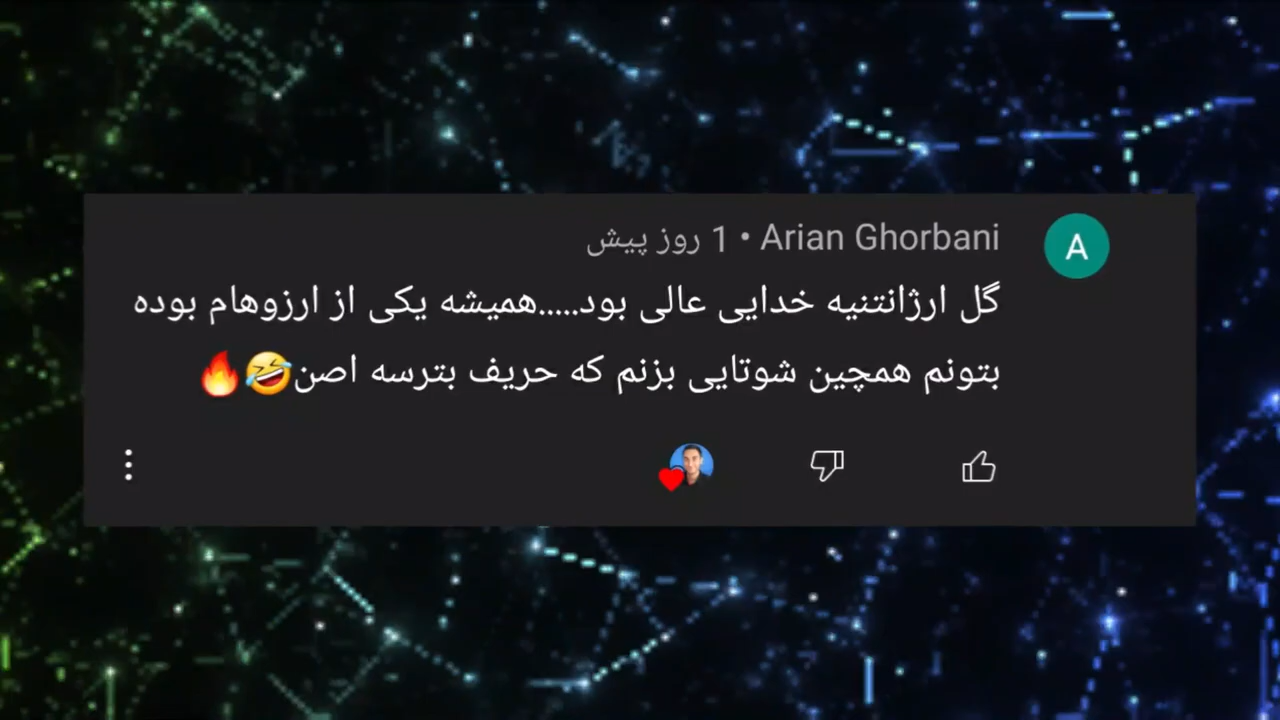 Arian Ghorbani • 1 روز پیش
A
گل ارژانتنیه خدایی عالی بود.....همیشه یکی از ارزوهام بوده
بتونم همچین شوتایی بزنم که حریف بترسه اصن🤣🔥